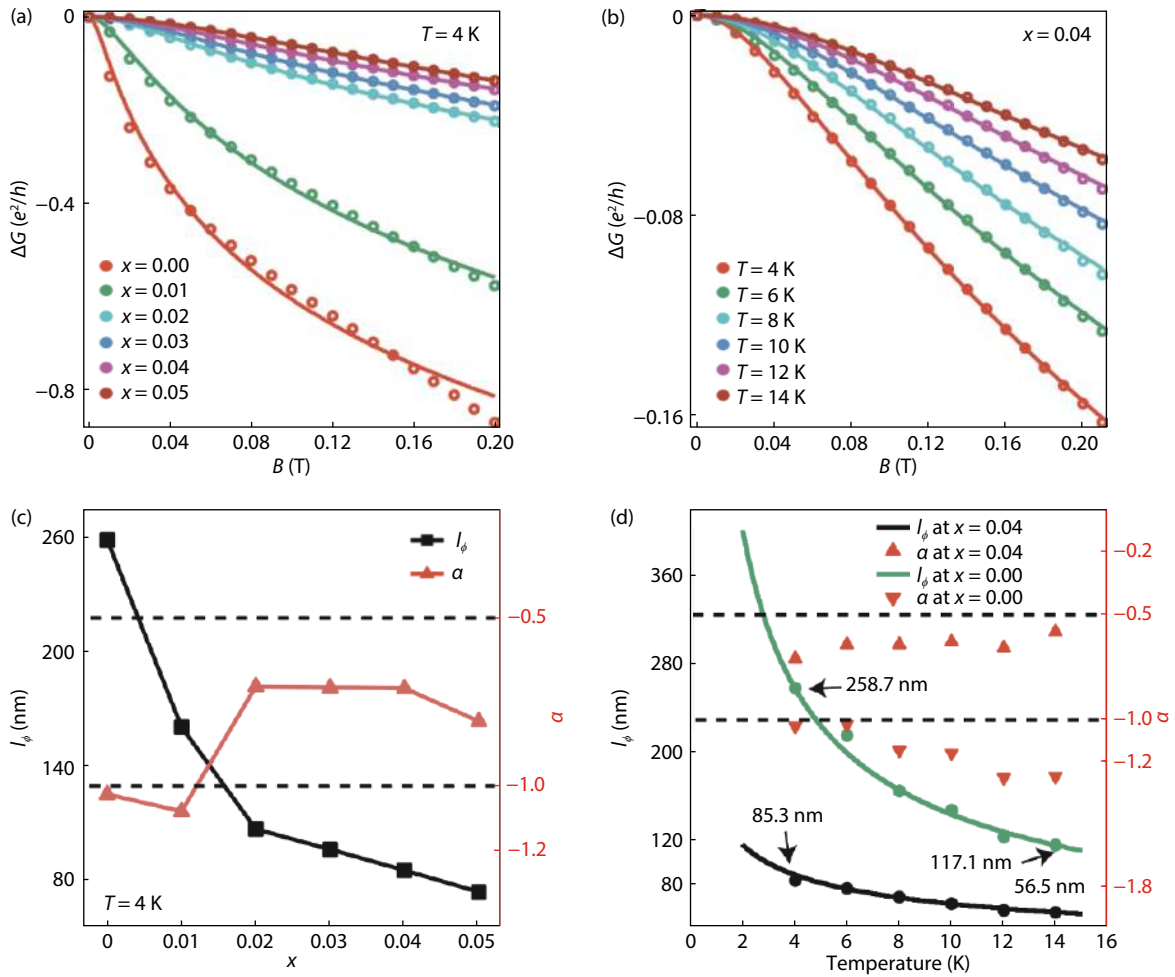 (a)
T = 4 K
0
−0.4
−0.8
ΔG (e²/h)
x = 0.00
x = 0.01
x = 0.02
x = 0.03
x = 0.04
x = 0.05
0 0.04 0.08 0.12 0.16 0.20
B (T)
(b)
x = 0.04
0
−0.08
−0.16
ΔG (e²/h)
T = 4 K
T = 6 K
T = 8 K
T = 10 K
T = 12 K
T = 14 K
0 0.04 0.08 0.12 0.16 0.20
B (T)
(c)
260
200
140
80
lϕ (nm)
lϕ
α
−0.5
−1.0
−1.2
α
T = 4 K
0 0.01 0.02 0.03 0.04 0.05
x
(d)
360
280
200
120
80
lϕ (nm)
lϕ at x = 0.04
α at x = 0.04
lϕ at x = 0.00
α at x = 0.00
258.7 nm
85.3 nm
117.1 nm
56.5 nm
−0.2
−0.5
−1.0
−1.2
−1.8
α
0 2 4 6 8 10 12 14 16
Temperature (K)